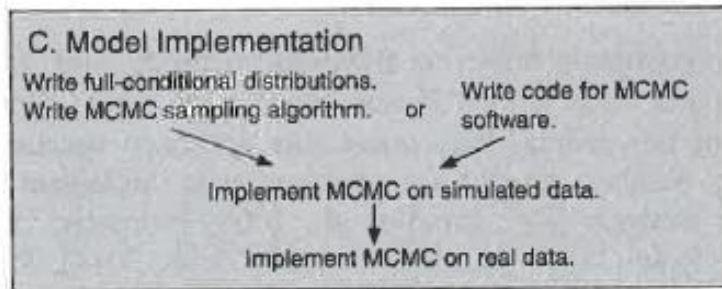 C. Model Implementation
Write full-conditional distributions.
Write MCMC sampling algorithm. or Write code for MCMC
software.
Implement MCMC on simulated data.
Implement MCMC on real data.